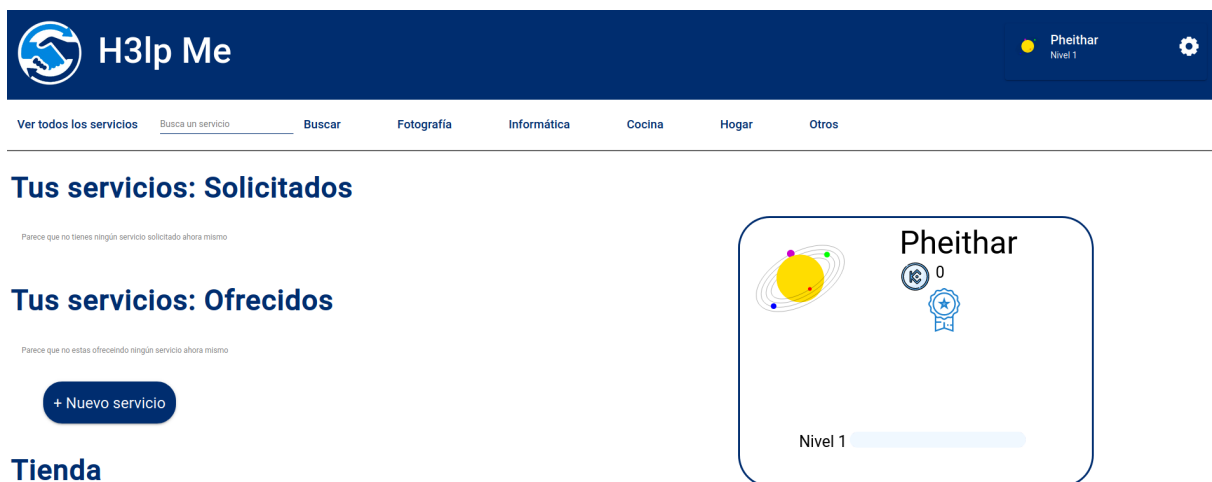 H3lp Me
Pheithar
Nivel 1
Ver todos los servicios Busca un servicio Buscar Fotografía Informática Cocina Hogar Otros
Tus servicios: Solicitados
Parece que no tienes ningún servicio solicitado ahora mismo
Tus servicios: Ofrecidos
Parece que no estas ofreceindo ningún servicio ahora mismo
+ Nuevo servicio
Tienda
Pheithar
0
Nivel 1